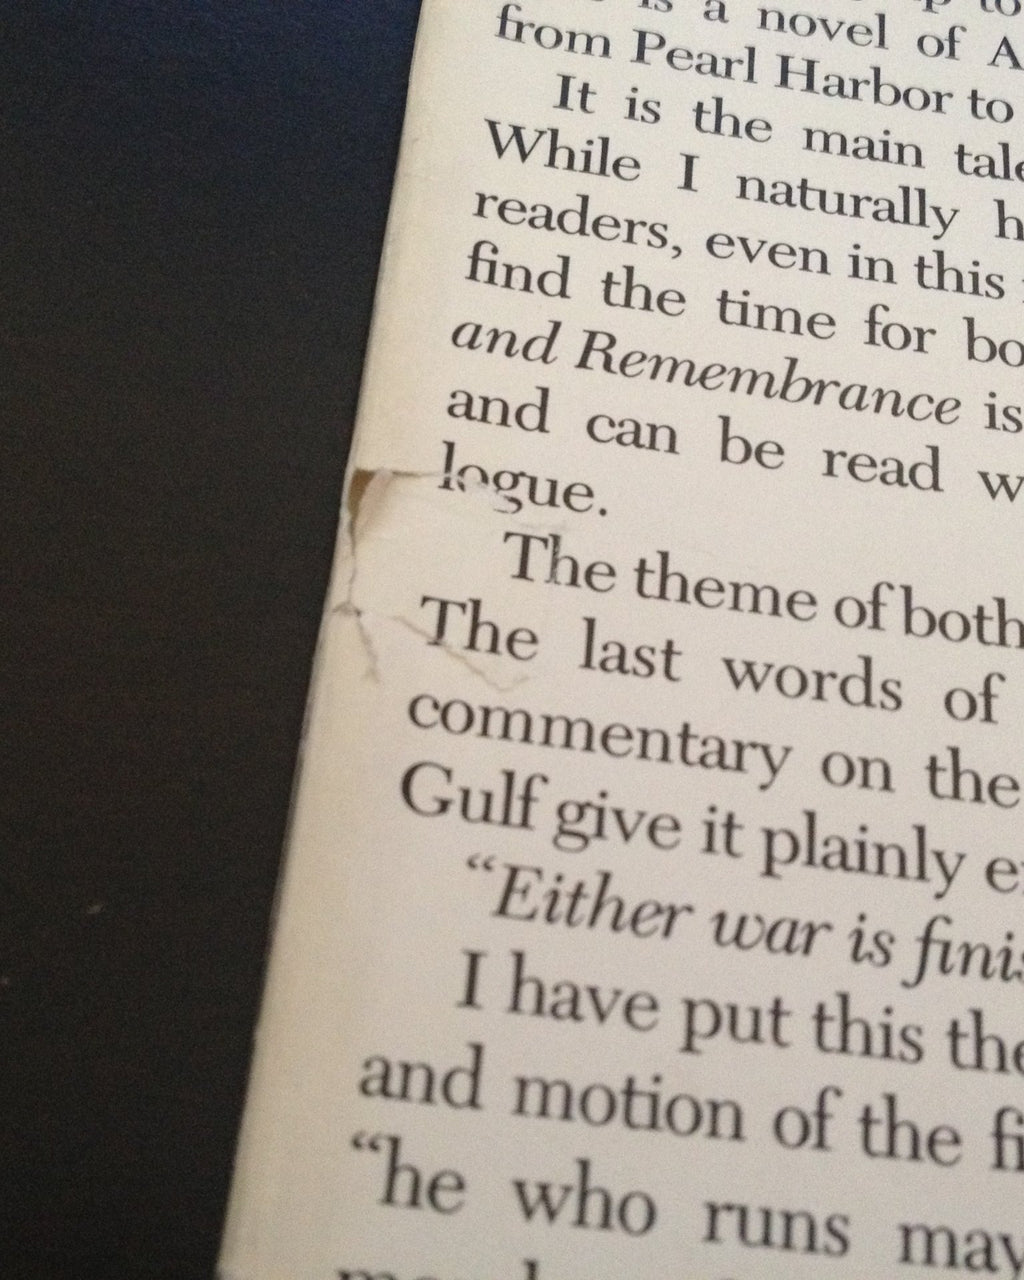 is a novel of A
from Pearl Harbor to
It is the main tale
While I naturally h
readers, even in this
find the time for bo
and Remembrance is
and can be read w
logue.
The theme of both
The last words of
commentary on the
Gulf give it plainly e
“Either war is finis
I have put this the
and motion of the fi
“he who runs may